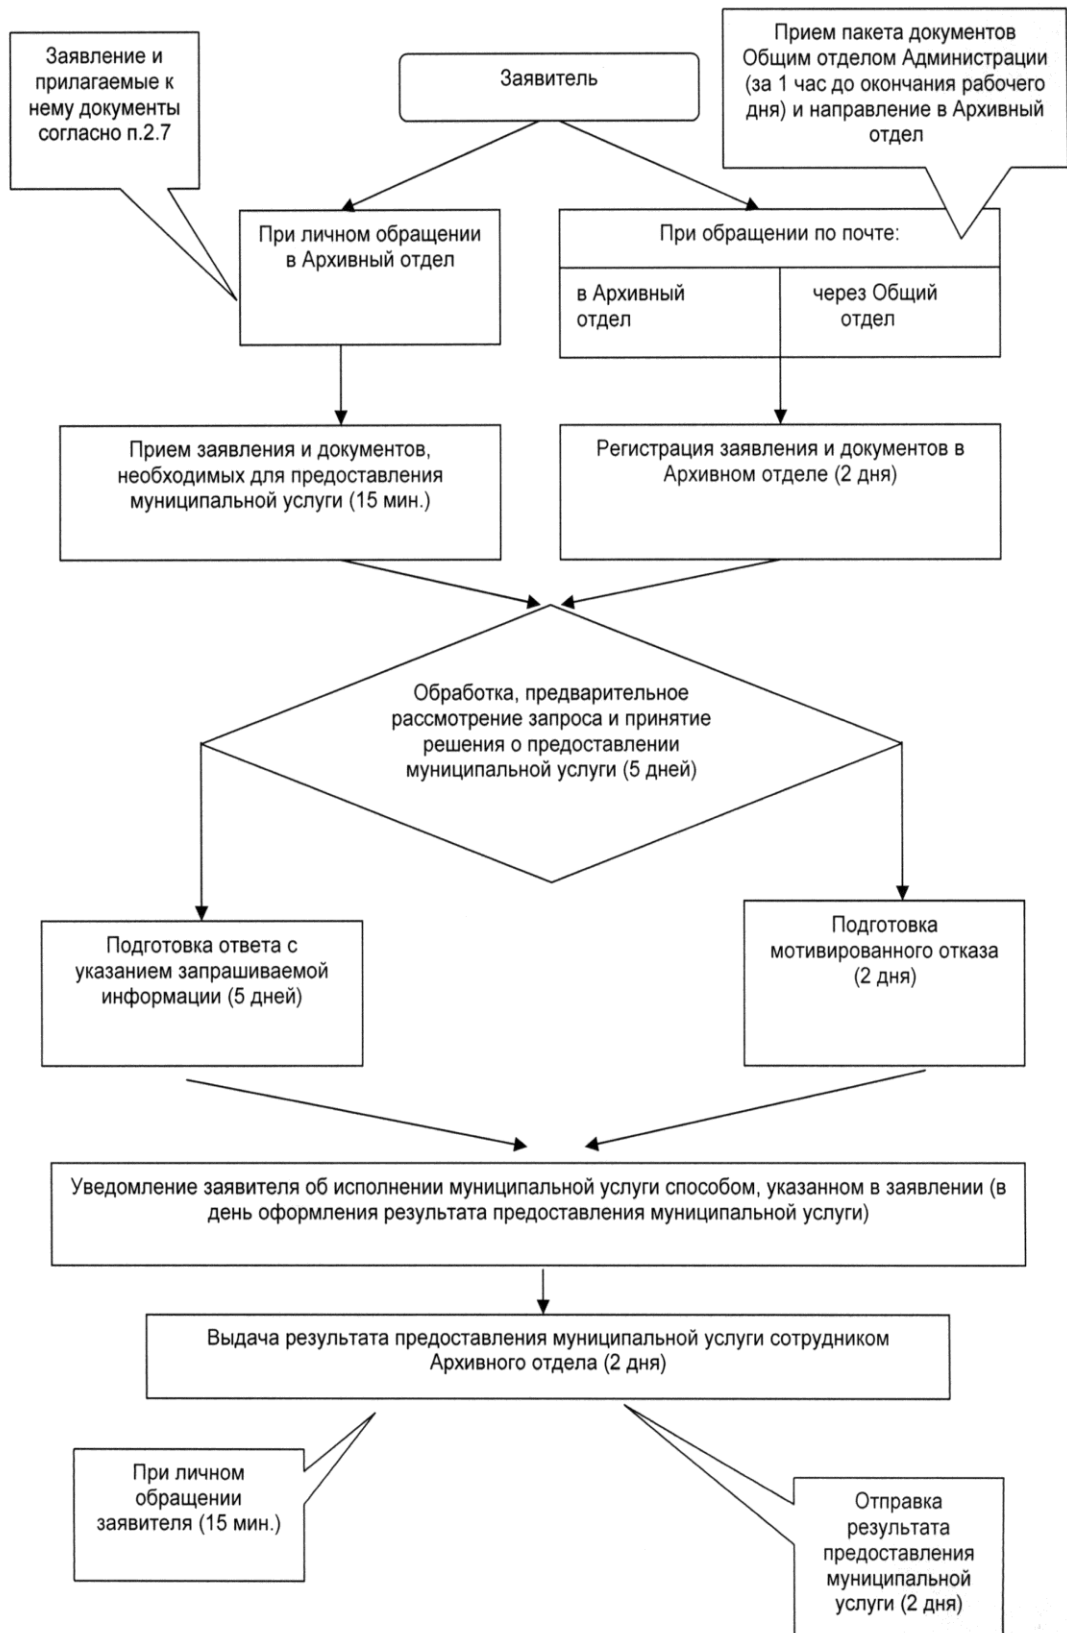 Заявление и
прилагаемые к
нему документы
согласно п.2.7
Заявитель
Прием пакета документов
Общим отделом Администрации
(за 1 час до окончания рабочего
дня) и направление в Архивный
отдел
При личном обращении
в Архивный отдел
При обращении по почте:
в Архивный
отдел
через Общий
отдел
Прием заявления и документов,
необходимых для предоставления
муниципальной услуги (15 мин.)
Регистрация заявления и документов в
Архивном отделе (2 дня)
Обработка, предварительное
рассмотрение запроса и принятие
решения о предоставлении
муниципальной услуги (5 дней)
Подготовка ответа с
указанием запрашиваемой
информации (5 дней)
Подготовка
мотивированного отказа
(2 дня)
Уведомление заявителя об исполнении муниципальной услуги способом, указанном в заявлении (в
день оформления результата предоставления муниципальной услуги)
Выдача результата предоставления муниципальной услуги сотрудником
Архивного отдела (2 дня)
При личном
обращении
заявителя (15 мин.)
Отправка
результата
предоставления
муниципальной
услуги (2 дня)